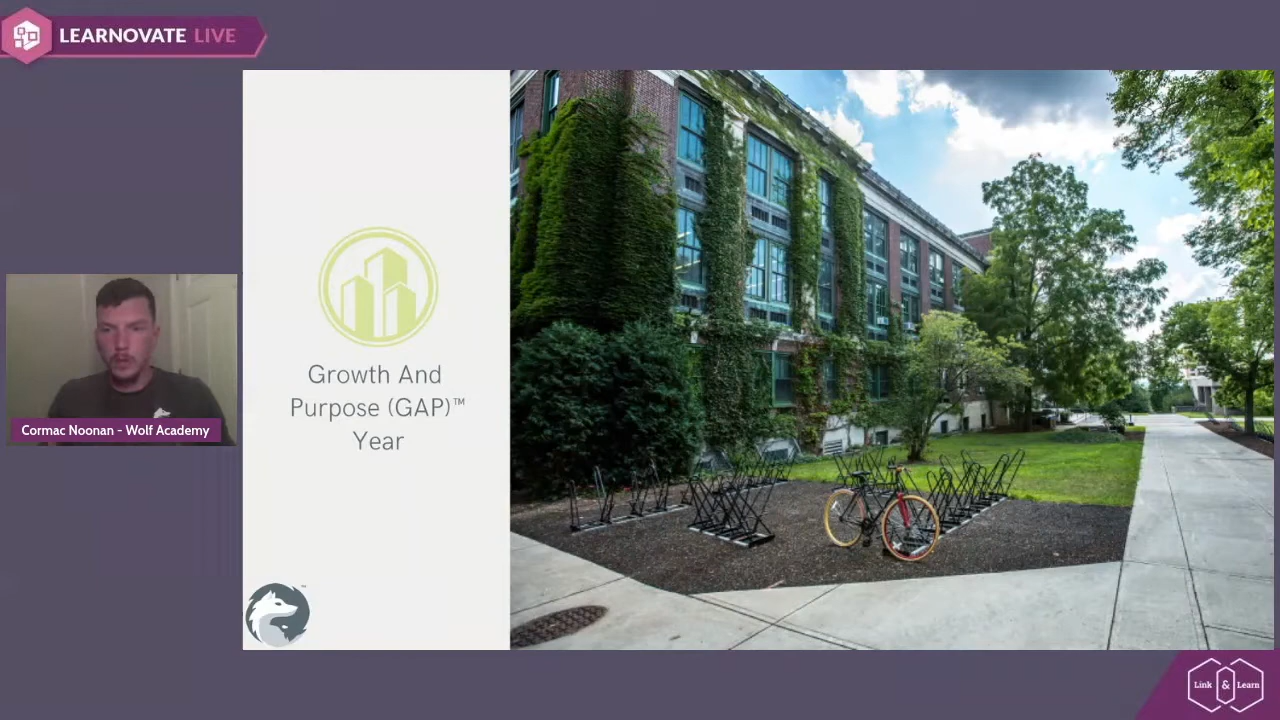 LEARNOVATE LIVE
Growth And
Purpose (GAP)™
Year
Cormac Noonan - Wolf Academy
Link & Learn